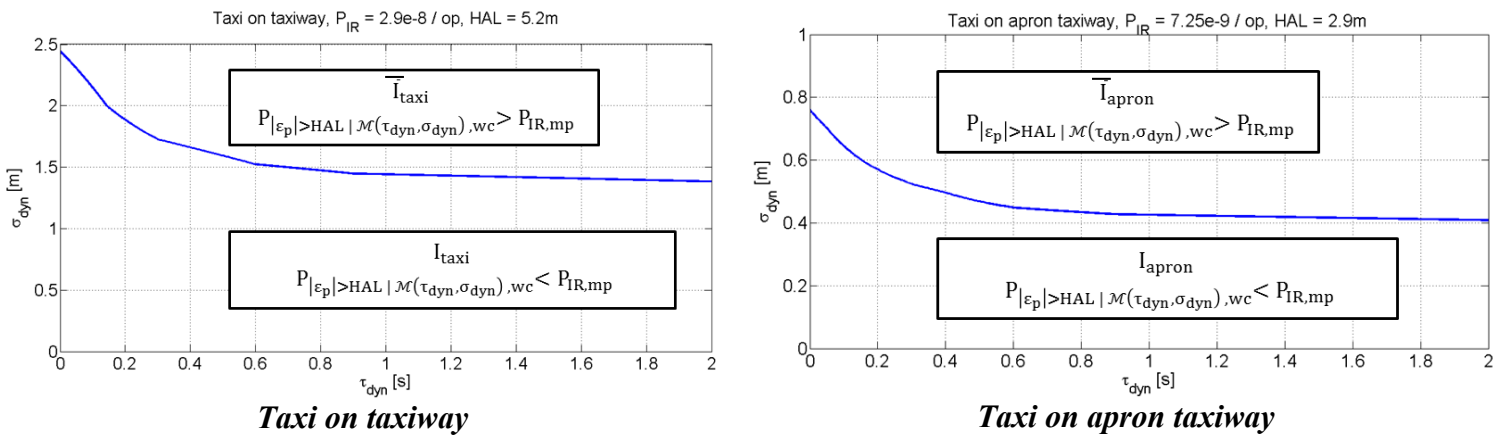 Taxi on taxiway, P_IR = 2.9e-8 / op, HAL = 5.2m
2.5
2
1.5
1
0.5
0
σ_dyn [m]
I̅_taxi
P_|ε_p|>HAL | ℳ(τ_dyn,σ_dyn) ,wc > P_IR,mp
I_taxi
P_|ε_p|>HAL | ℳ(τ_dyn,σ_dyn) ,wc < P_IR,mp
0 0.2 0.4 0.6 0.8 1 1.2 1.4 1.6 1.8 2
τ_dyn [s]
Taxi on taxiway
Taxi on apron taxiway, P_IR = 7.25e-9 / op, HAL = 2.9m
1
0.8
0.6
0.4
0.2
0
σ_dyn [m]
I̅_apron
P_|ε_p|>HAL | ℳ(τ_dyn,σ_dyn) ,wc > P_IR,mp
I_apron
P_|ε_p|>HAL | ℳ(τ_dyn,σ_dyn) ,wc < P_IR,mp
0 0.2 0.4 0.6 0.8 1 1.2 1.4 1.6 1.8 2
τ_dyn [s]
Taxi on apron taxiway